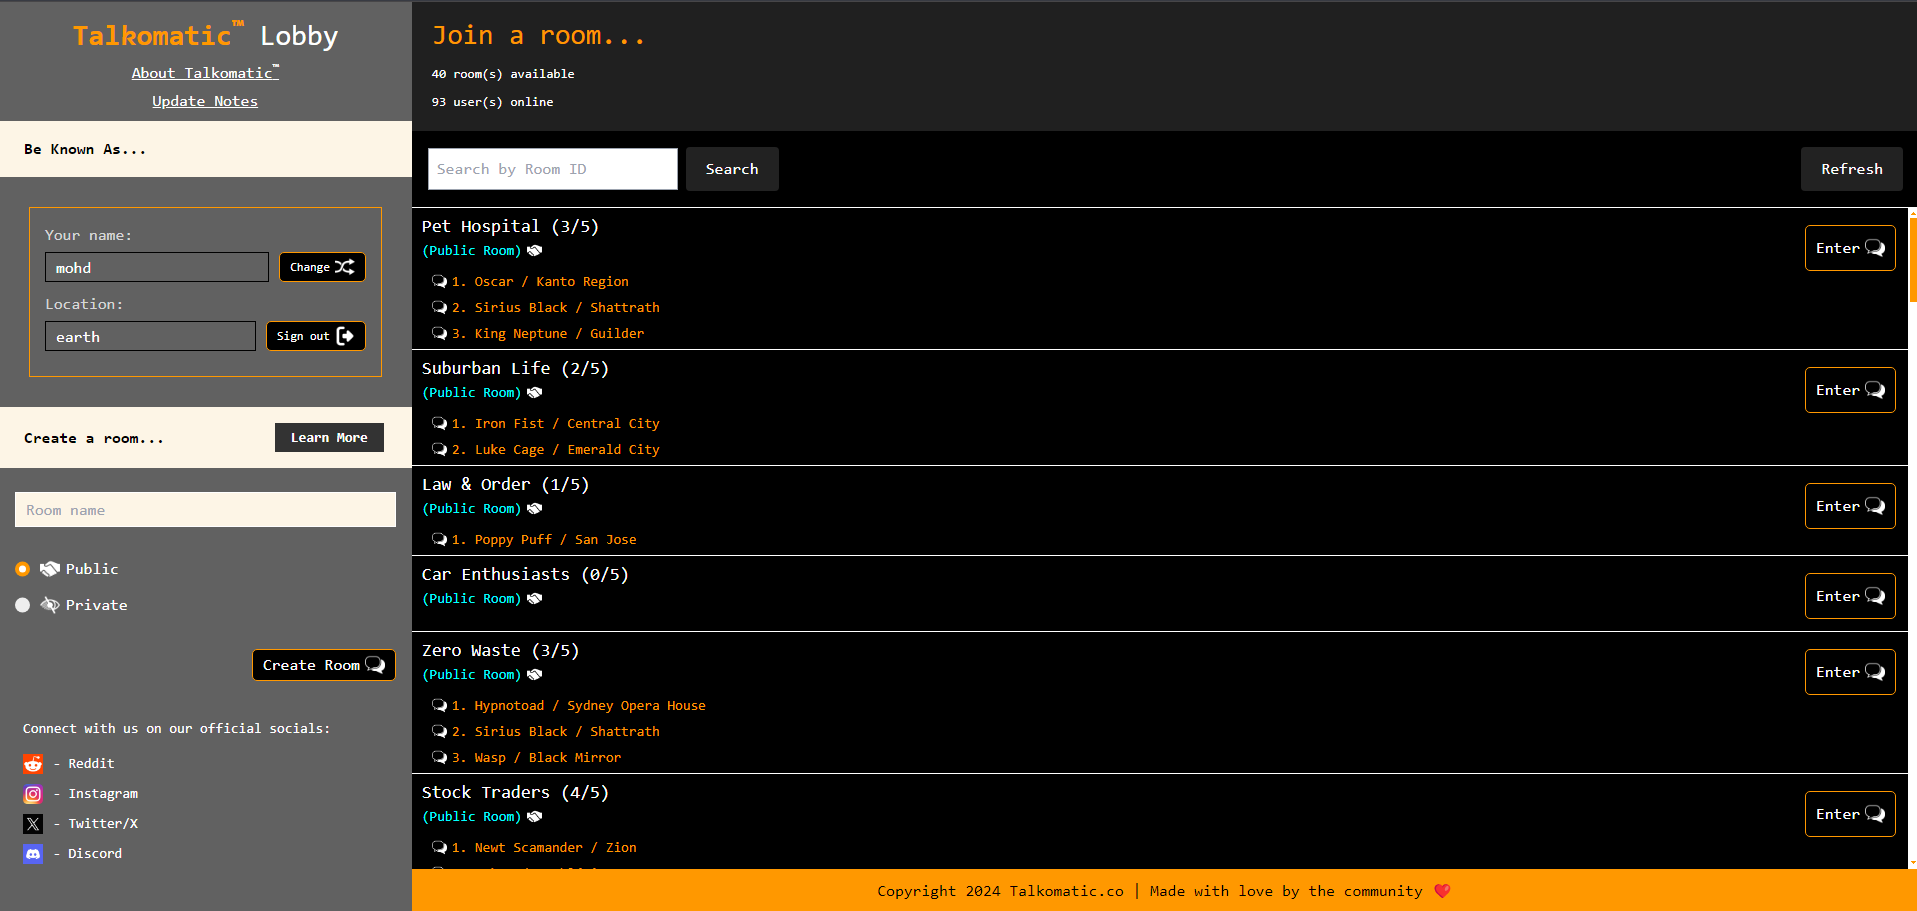 Talkomatic™ Lobby
About Talkomatic™
Update Notes
Be Known As...
Your name:
mohd
Change
Location:
earth
Sign out
Create a room...
Learn More
Room name
Public
Private
Create Room
Connect with us on our official socials:
- Reddit
- Instagram
- Twitter/X
- Discord
Join a room...
40 room(s) available
93 user(s) online
Search by Room ID
Search
Refresh
Pet Hospital (3/5)
(Public Room)
Enter
1. Oscar / Kanto Region
2. Sirius Black / Shattrath
3. King Neptune / Guilder
Suburban Life (2/5)
(Public Room)
Enter
1. Iron Fist / Central City
2. Luke Cage / Emerald City
Law & Order (1/5)
(Public Room)
Enter
1. Poppy Puff / San Jose
Car Enthusiasts (0/5)
(Public Room)
Enter
Zero Waste (3/5)
(Public Room)
Enter
1. Hypnotoad / Sydney Opera House
2. Sirius Black / Shattrath
3. Wasp / Black Mirror
Stock Traders (4/5)
(Public Room)
Enter
1. Newt Scamander / Zion
Copyright 2024 Talkomatic.co | Made with love by the community ❤️